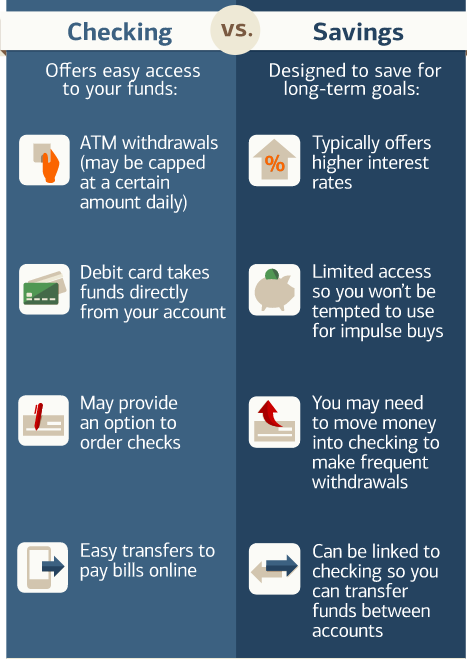 Checking vs. Savings
Offers easy access
to your funds:
ATM withdrawals
(may be capped
at a certain
amount daily)
Debit card takes
funds directly
from your account
May provide
an option to
order checks
Easy transfers to
pay bills online
Designed to save for
long-term goals:
%
Typically offers
higher interest
rates
Limited access
so you won't be
tempted to use
for impulse buys
You may need
to move money
into checking to
make frequent
withdrawals
Can be linked to
checking so you
can transfer
funds between
accounts